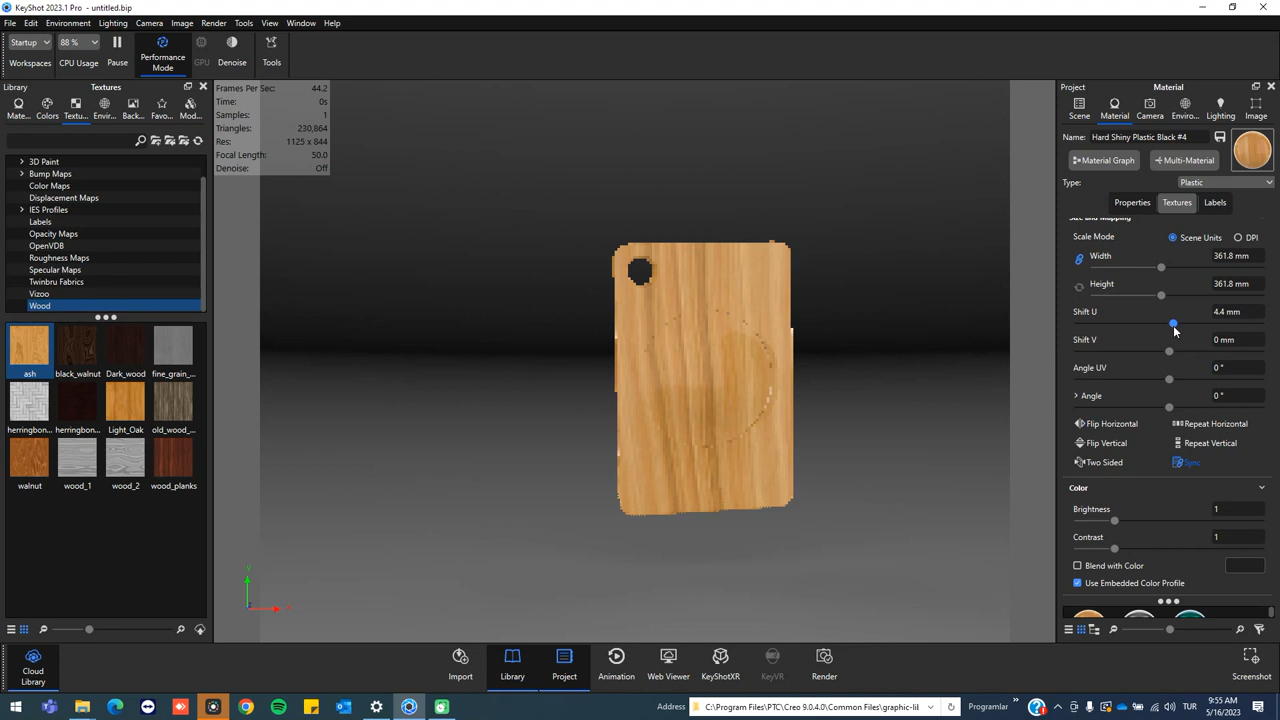 KeyShot 2023.1 Pro - untitled.bip
File Edit Environment Lighting Camera Image Render Tools View Window Help
Startup 88 %
Workspaces CPU Usage Pause Performance Mode GPU Denoise Tools
Library Textures
Mate... Colors Textu... Envir... Back... Favo... Mod...
3D Paint
Bump Maps
Color Maps
Displacement Maps
IES Profiles
Labels
Opacity Maps
OpenVDB
Roughness Maps
Specular Maps
Twinbru Fabrics
Vizoo
Wood
ash black_walnut Dark_wood fine_grain_...
herringbon... herringbon... Light_Oak old_wood_...
walnut wood_1 wood_2 wood_planks
Frames Per Sec: 44.2
Time: 0s
Samples: 1
Triangles: 230,864
Res: 1125 x 844
Focal Length: 50.0
Denoise: Off
Project Material
Scene Material Camera Enviro... Lighting Image
Name: Hard Shiny Plastic Black #4
Material Graph Multi-Material
Type: Plastic
Properties Textures Labels
Size and Mapping
Scale Mode Scene Units DPI
Width 361.8 mm
Height 361.8 mm
Shift U 4.4 mm
Shift V 0 mm
Angle UV 0 °
Angle 0 °
Flip Horizontal Repeat Horizontal
Flip Vertical Repeat Vertical
Two Sided Sync
Color
Brightness 1
Contrast 1
Blend with Color
Use Embedded Color Profile
Cloud Library
Import Library Project Animation Web Viewer KeyShotXR KeyVR Render Screenshot
Address C:\Program Files\PTC\Creo 9.0.4.0\Common Files\graphic-lib Programlar TUR 9:55 AM
5/16/2023